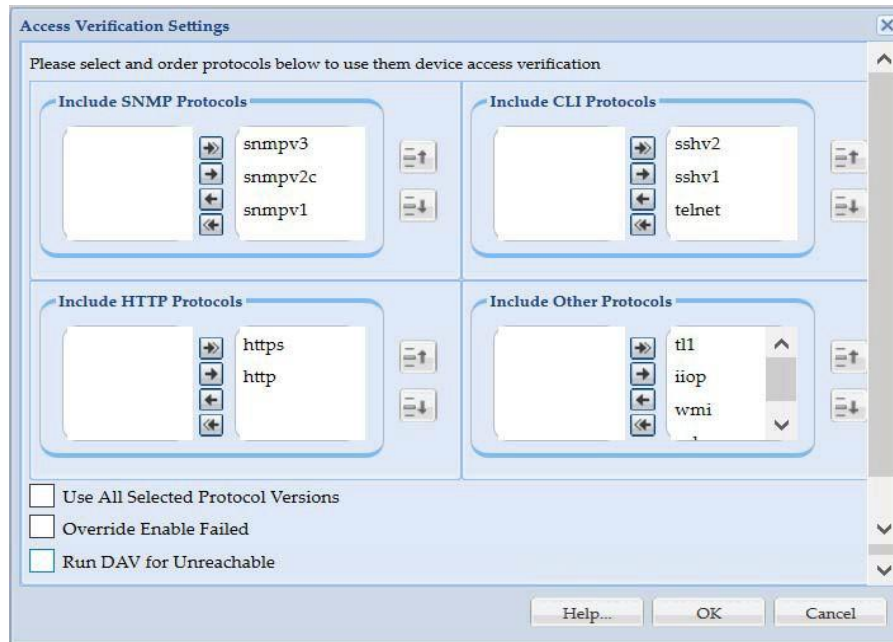 Access Verification Settings
Please select and order protocols below to use them device access verification
Include SNMP Protocols
snmpv3
snmpv2c
snmpv1
Include CLI Protocols
sshv2
sshv1
telnet
Include HTTP Protocols
https
http
Include Other Protocols
tl1
iiop
wmi
Use All Selected Protocol Versions
Override Enable Failed
Run DAV for Unreachable
Help...
OK
Cancel